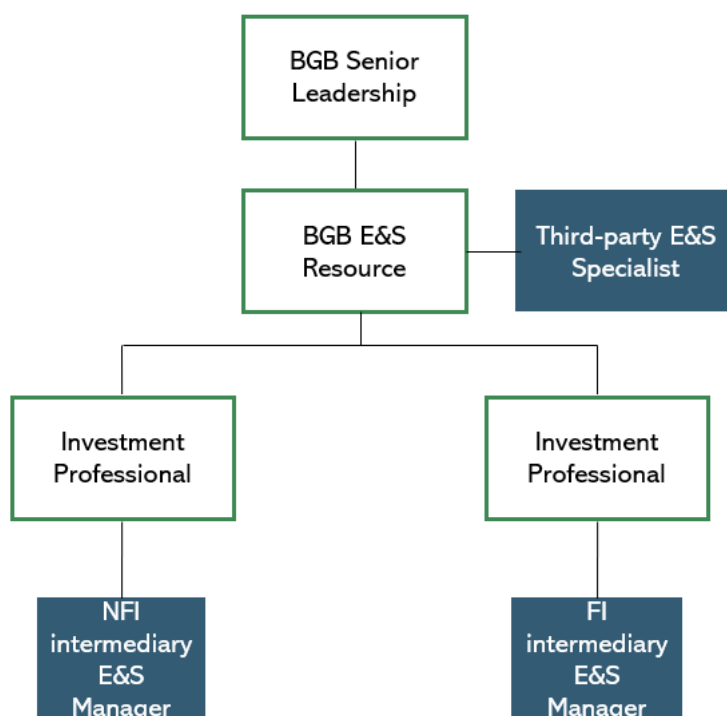 BGB Senior
Leadership
BGB E&S
Resource
Third-party E&S
Specialist
Investment
Professional
Investment
Professional
NFI
intermediary
E&S
Manager
FI
intermediary
E&S
Manager